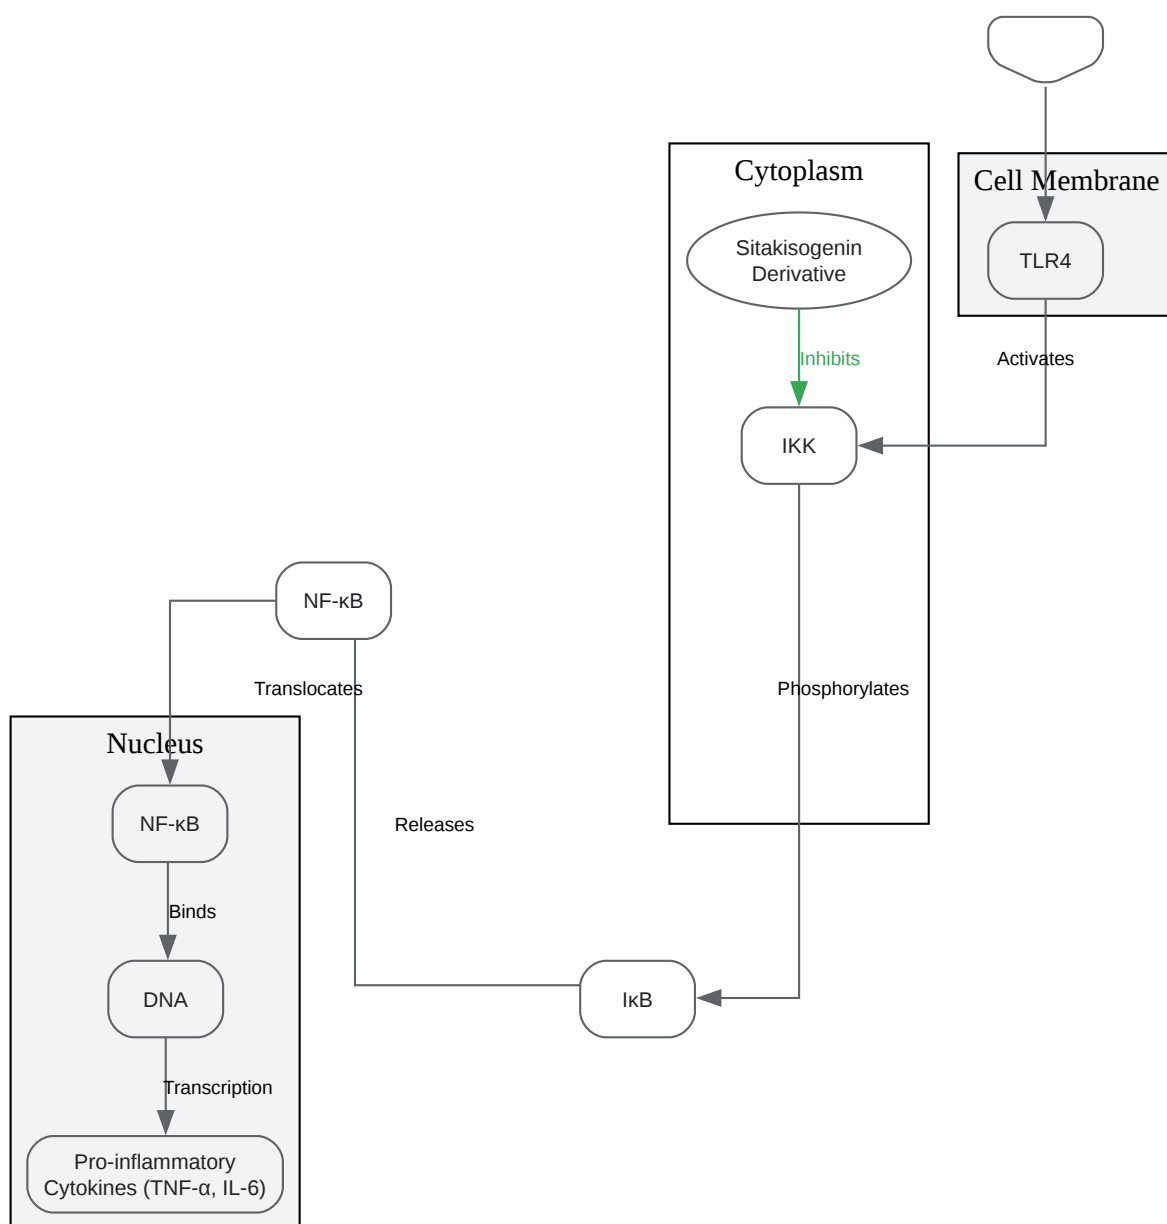 Cytoplasm
Cell Membrane
Sitakisogenin
Derivative
TLR4
Inhibits
Activates
IKK
NF-κB
Translocates
Phosphorylates
Nucleus
NF-κB
Releases
Binds
DNA
IκB
Transcription
Pro-inflammatory
Cytokines (TNF-α, IL-6)